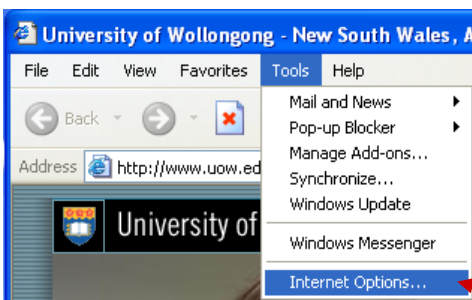 University of Wollongong - New South Wales, A
File Edit View Favorites Tools Help
Back
Address http://www.uow.ed
University of
Mail and News
Pop-up Blocker
Manage Add-ons...
Synchronize...
Windows Update
Windows Messenger
Internet Options...